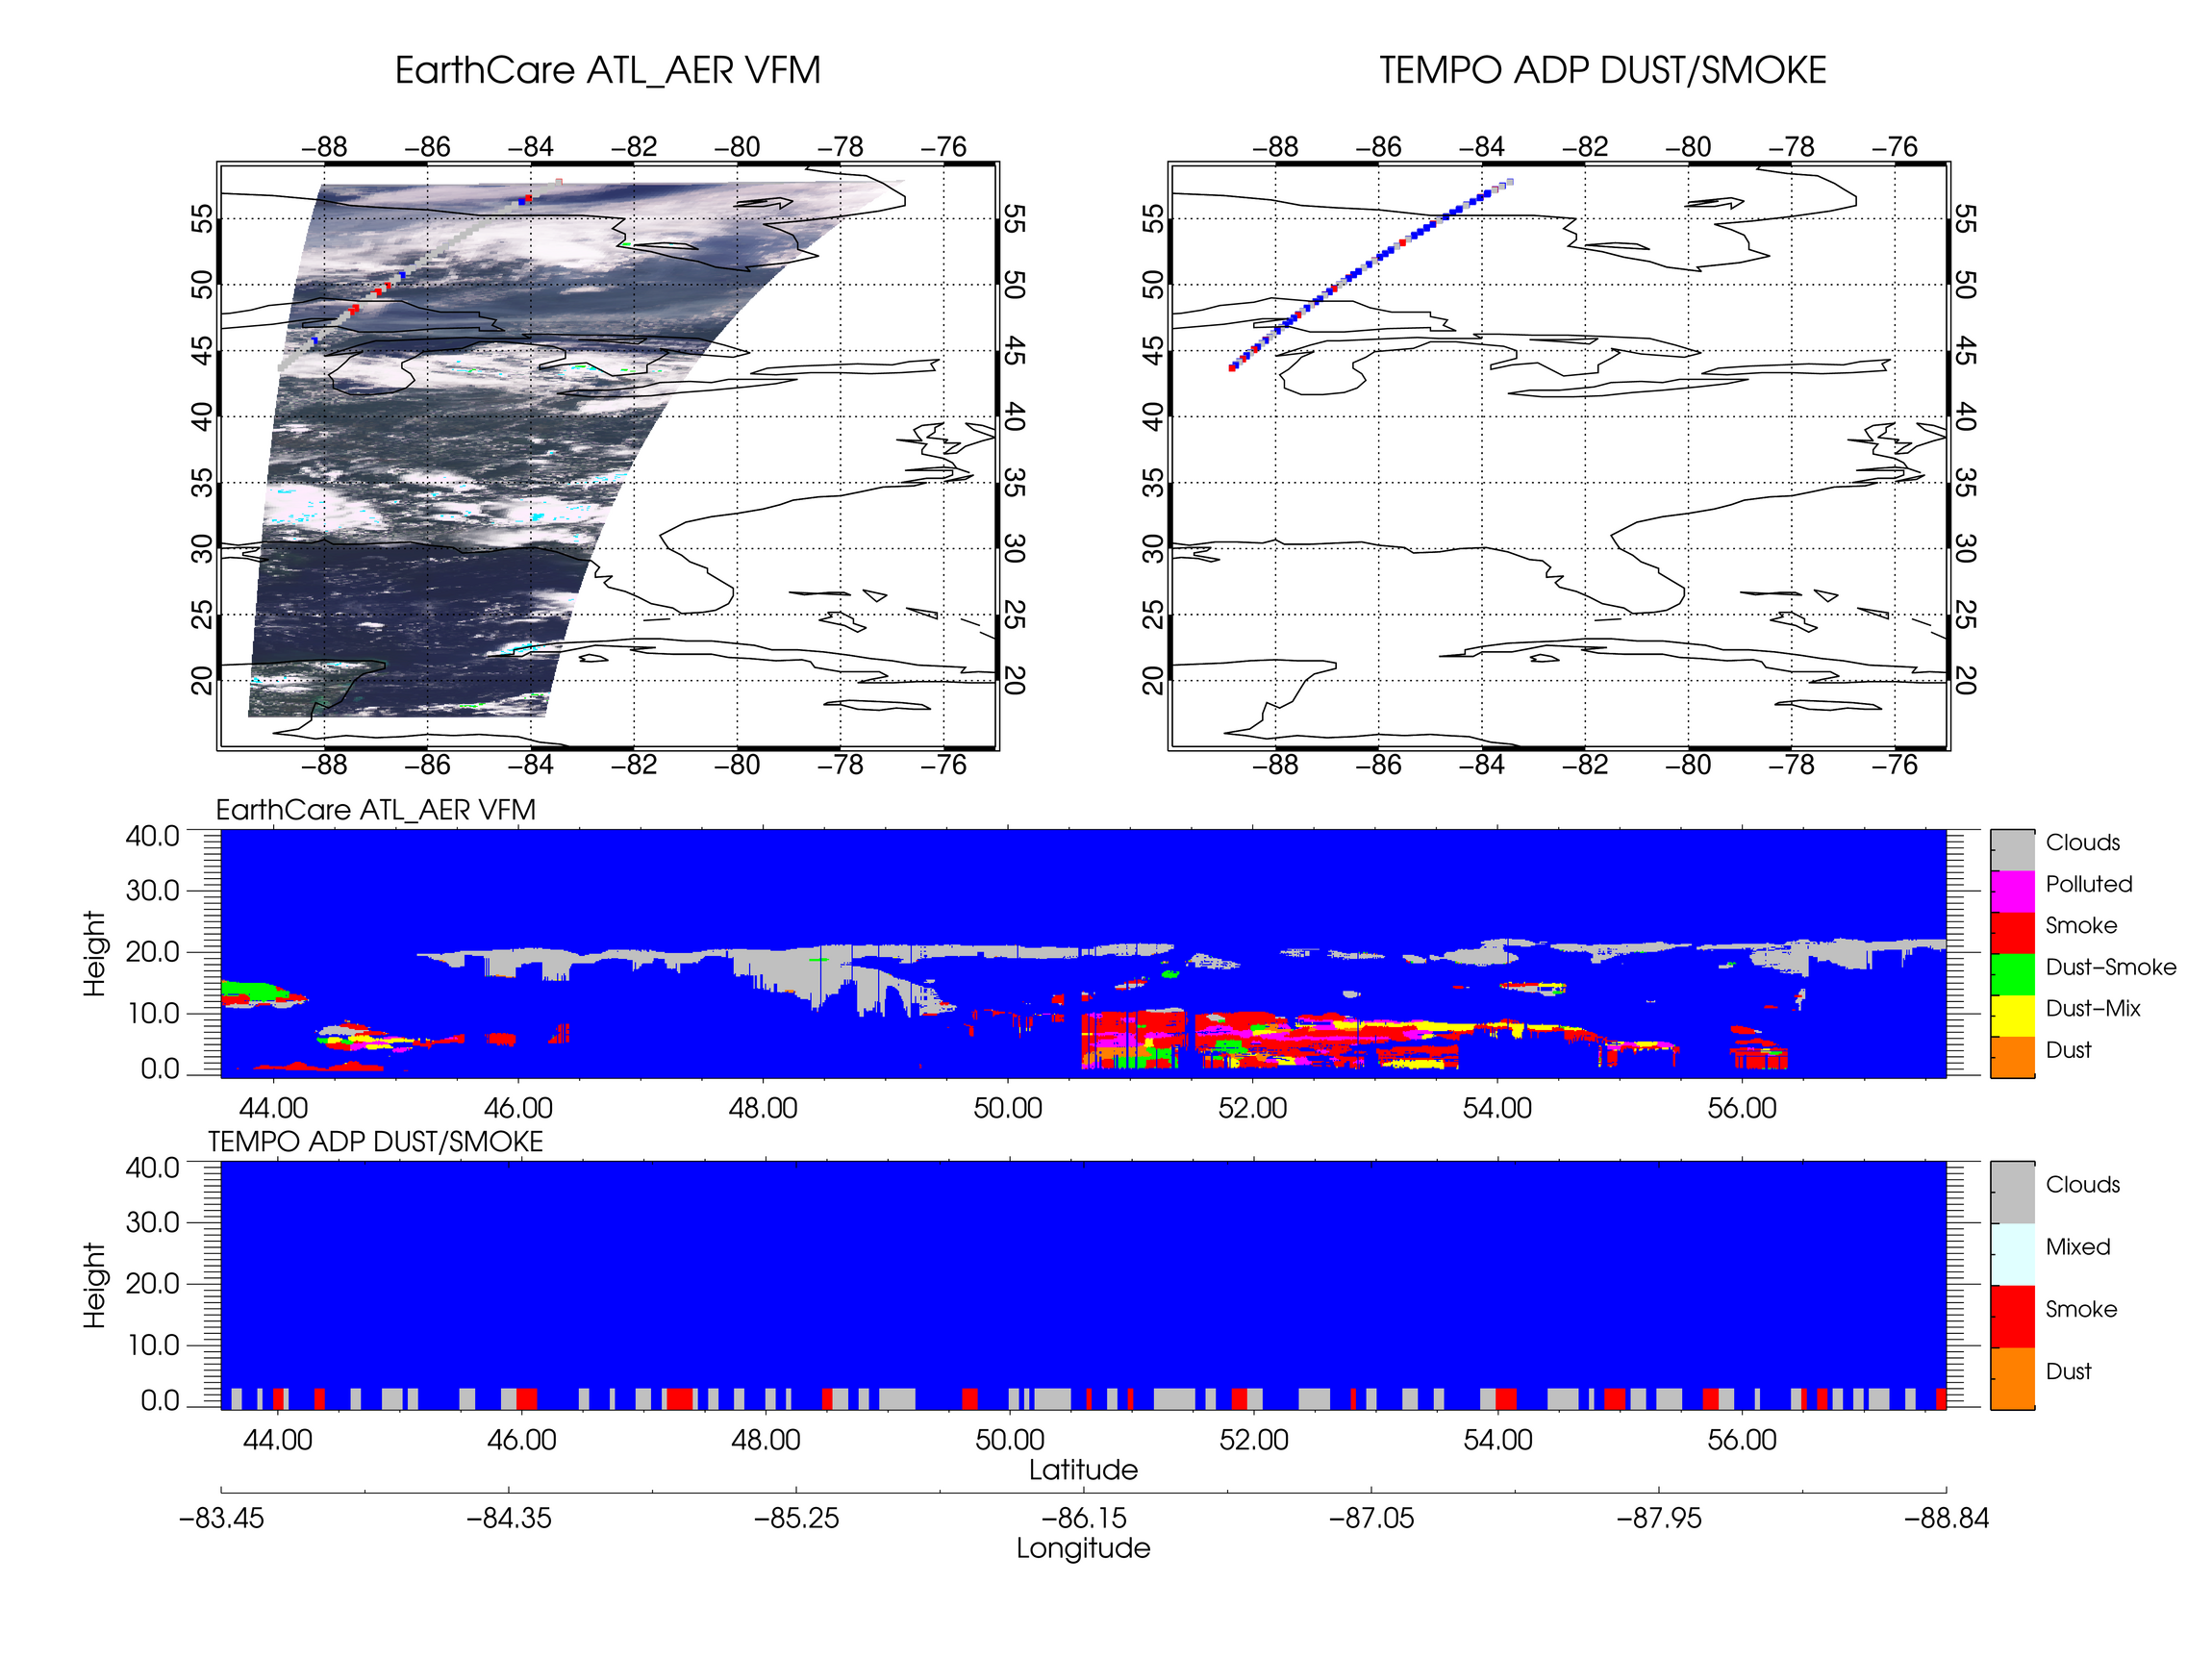 EarthCare ATL_AER VFM
TEMPO ADP DUST/SMOKE
−88 −86 −84 −82 −80 −78 −76
−88 −86 −84 −82 −80 −78 −76
55 55 55 55
50 50 50 50
45 45 45 45
40 40 40 40
35 35 35 35
30 30 30 30
25 25 25 25
20 20 20 20
−88 −86 −84 −82 −80 −78 −76
−88 −86 −84 −82 −80 −78 −76
EarthCare ATL_AER VFM
40.0
30.0
20.0
10.0
0.0
Height
44.00 46.00 48.00 50.00 52.00 54.00 56.00
Clouds
Polluted
Smoke
Dust−Smoke
Dust−Mix
Dust
TEMPO ADP DUST/SMOKE
40.0
30.0
20.0
10.0
0.0
Height
44.00 46.00 48.00 50.00 52.00 54.00 56.00
Latitude
Clouds
Mixed
Smoke
Dust
−83.45 −84.35 −85.25 −86.15 −87.05 −87.95 −88.84
Longitude